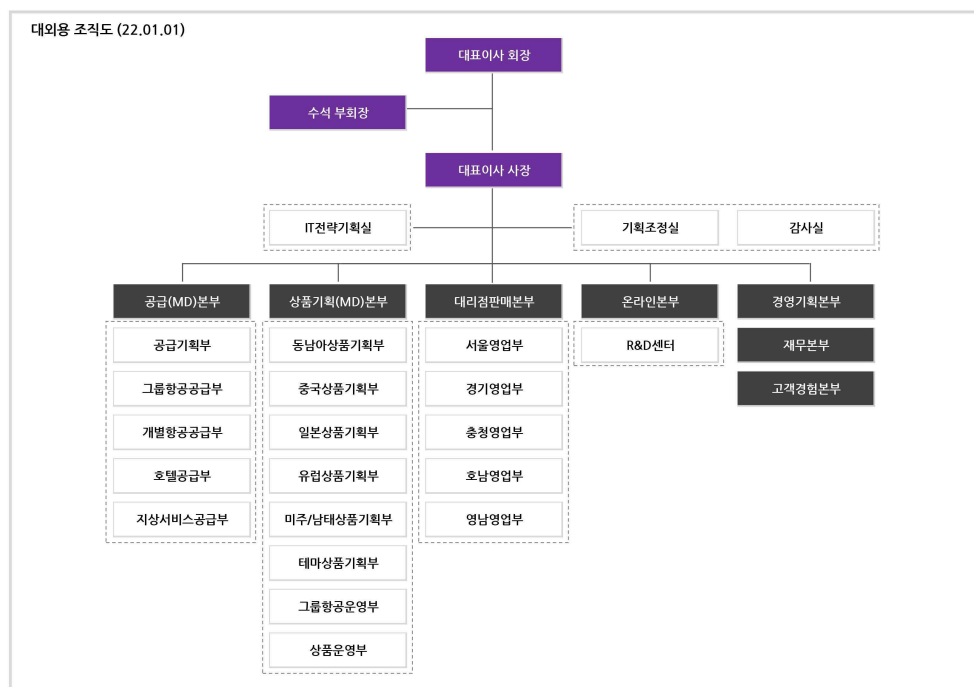 대외용 조직도 (22.01.01)
대표이사 회장
수석 부회장
대표이사 사장
IT전략기획실
기획조정실
감사실
공급(MD)본부
공급기획부
그룹항공공급부
개별항공공급부
호텔공급부
지상서비스공급부
상품기획(MD)본부
동남아상품기획부
중국상품기획부
일본상품기획부
유럽상품기획부
미주/남태상품기획부
테마상품기획부
그룹항공운영부
상품운영부
대리점판매본부
서울영업부
경기영업부
충청영업부
호남영업부
영남영업부
온라인본부
R&D센터
경영기획본부
재무본부
고객경험본부